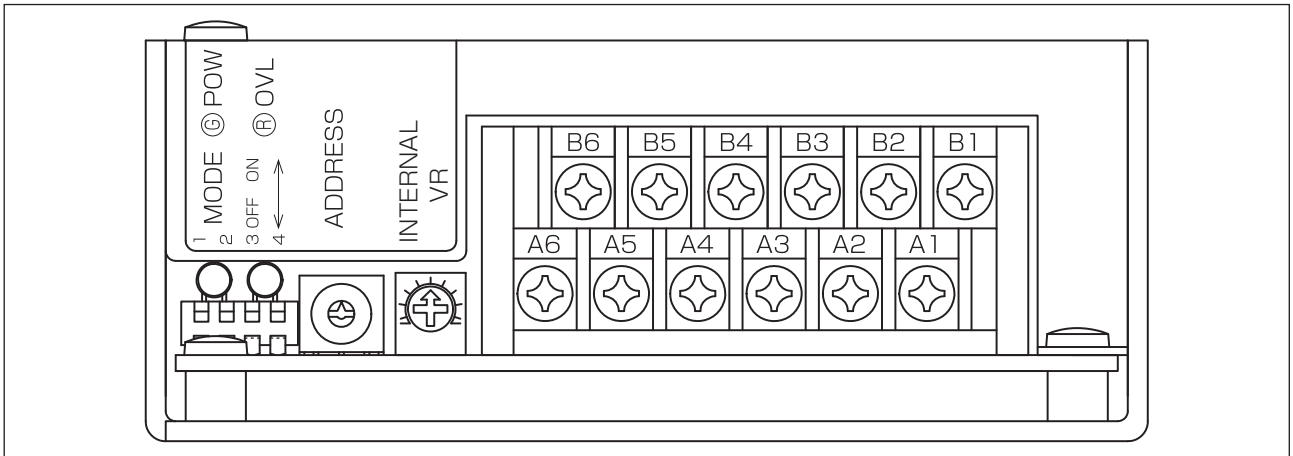 1 MODE Ⓖ POW
2
3 OFF ON Ⓡ OVL
4 ←→
ADDRESS
INTERNAL
VR
B6 B5 B4 B3 B2 B1
A6 A5 A4 A3 A2 A1